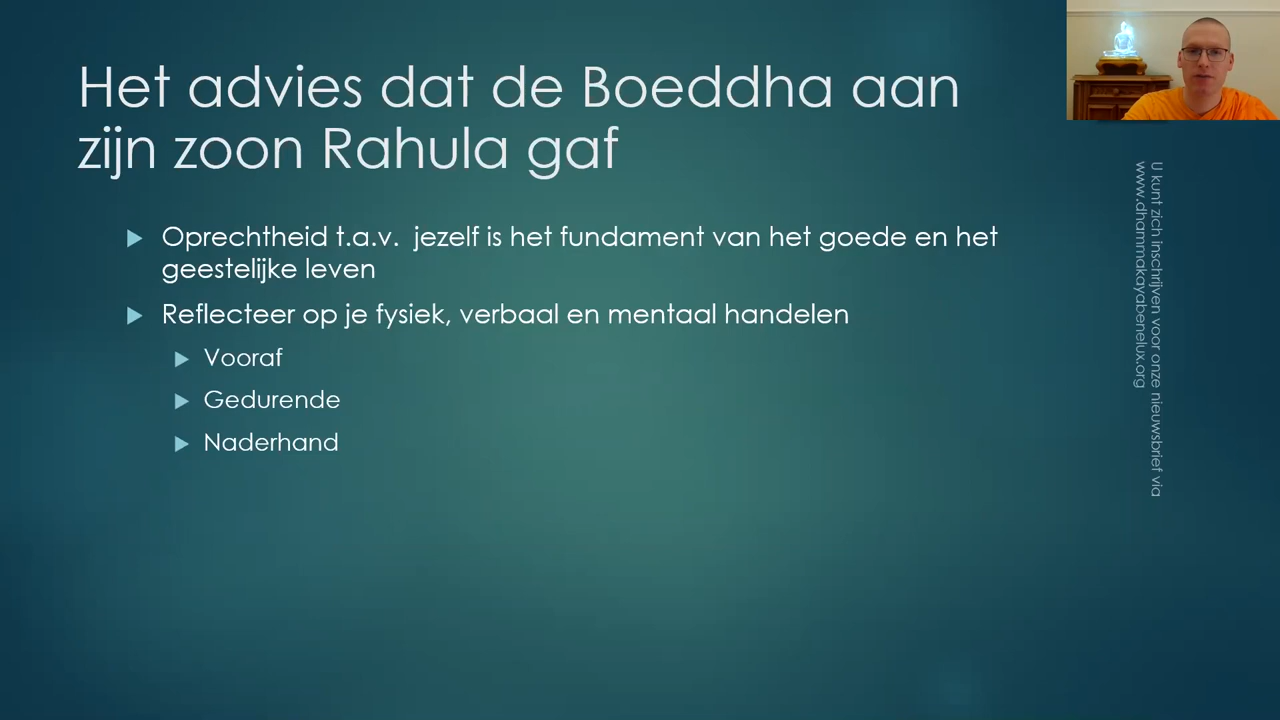 Het advies dat de Boeddha aan
zijn zoon Rahula gaf
Oprechtheid t.a.v. jezelf is het fundament van het goede en het
geestelijke leven
Reflecteer op je fysiek, verbaal en mentaal handelen
Vooraf
Gedurende
Naderhand
U kunt zich inschrijven voor onze nieuwsbrief via
www.dhammakayabenelux.org